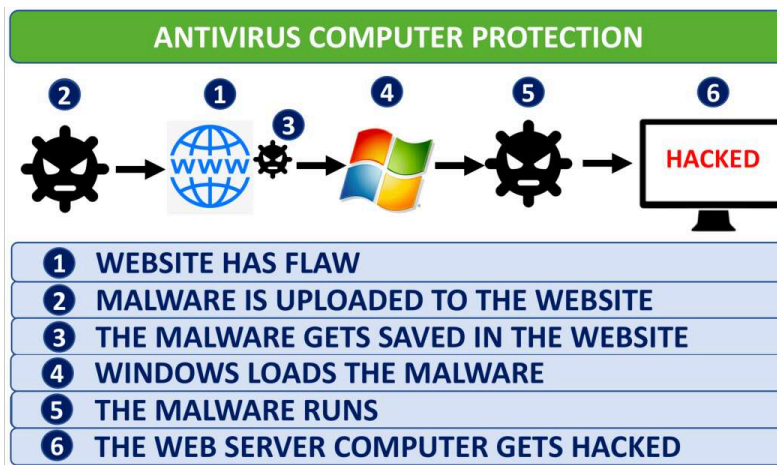 ANTIVIRUS COMPUTER PROTECTION
2 1 3 4 5 6
WWW
HACKED
1 WEBSITE HAS FLAW
2 MALWARE IS UPLOADED TO THE WEBSITE
3 THE MALWARE GETS SAVED IN THE WEBSITE
4 WINDOWS LOADS THE MALWARE
5 THE MALWARE RUNS
6 THE WEB SERVER COMPUTER GETS HACKED